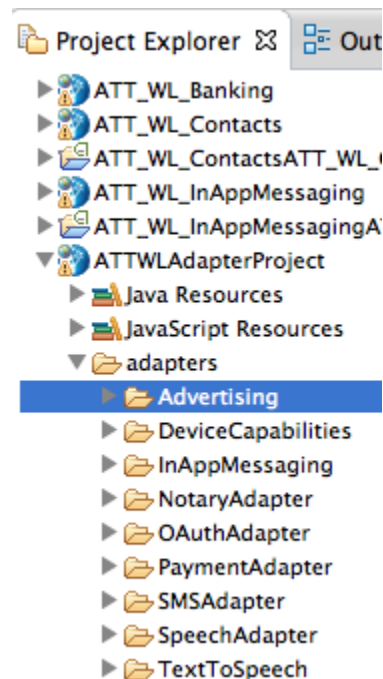 Project Explorer Out
ATT_WL_Banking
ATT_WL_Contacts
ATT_WL_ContactsATT_WL_
ATT_WL_InAppMessaging
ATT_WL_InAppMessagingA
ATTWLAdapterProject
Java Resources
JavaScript Resources
adapters
Advertising
DeviceCapabilities
InAppMessaging
NotaryAdapter
OAuthAdapter
PaymentAdapter
SMSAdapter
SpeechAdapter
TextToSpeech